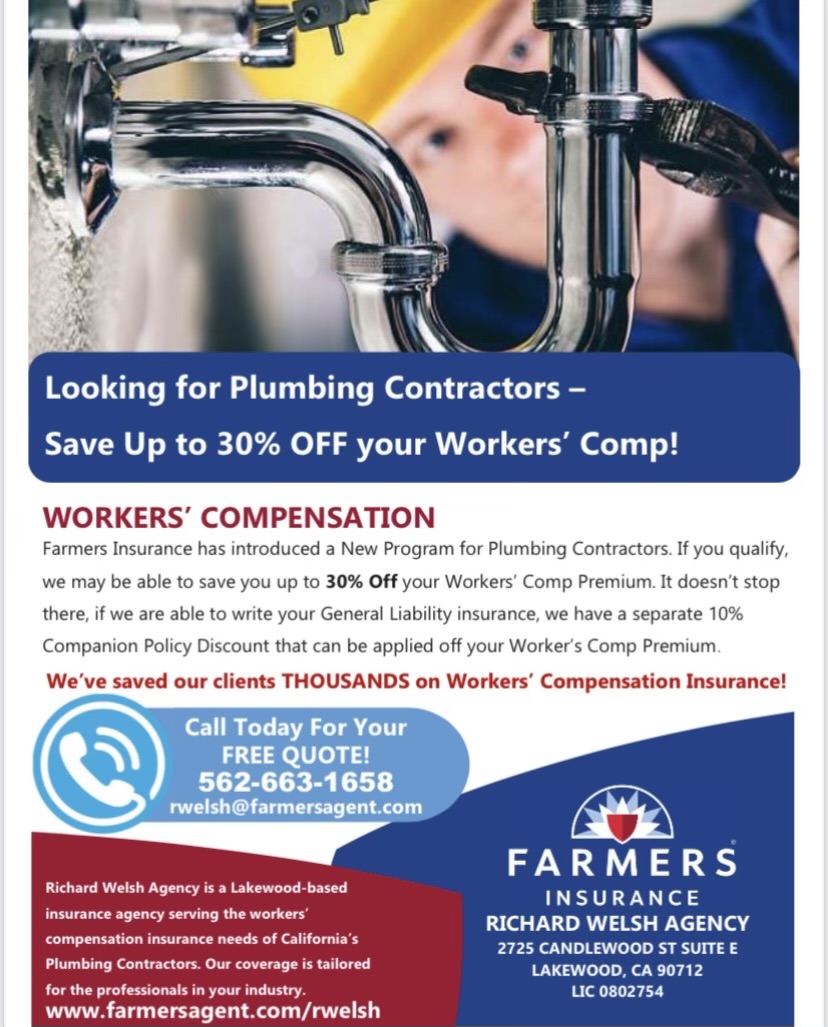 Looking for Plumbing Contractors –
Save Up to 30% OFF your Workers’ Comp!
WORKERS’ COMPENSATION
Farmers Insurance has introduced a New Program for Plumbing Contractors. If you qualify,
we may be able to save you up to 30% Off your Workers’ Comp Premium. It doesn’t stop
there, if we are able to write your General Liability insurance, we have a separate 10%
Companion Policy Discount that can be applied off your Worker’s Comp Premium.
We’ve saved our clients THOUSANDS on Workers’ Compensation Insurance!
Call Today For Your
FREE QUOTE!
562-663-1658
rwelsh@farmersagent.com
Richard Welsh Agency is a Lakewood-based
insurance agency serving the workers’
compensation insurance needs of California’s
Plumbing Contractors. Our coverage is tailored
for the professionals in your industry.
www.farmersagent.com/rwelsh
FARMERS
INSURANCE
RICHARD WELSH AGENCY
2725 CANDLEWOOD ST SUITE E
LAKEWOOD, CA 90712
LIC 0802754